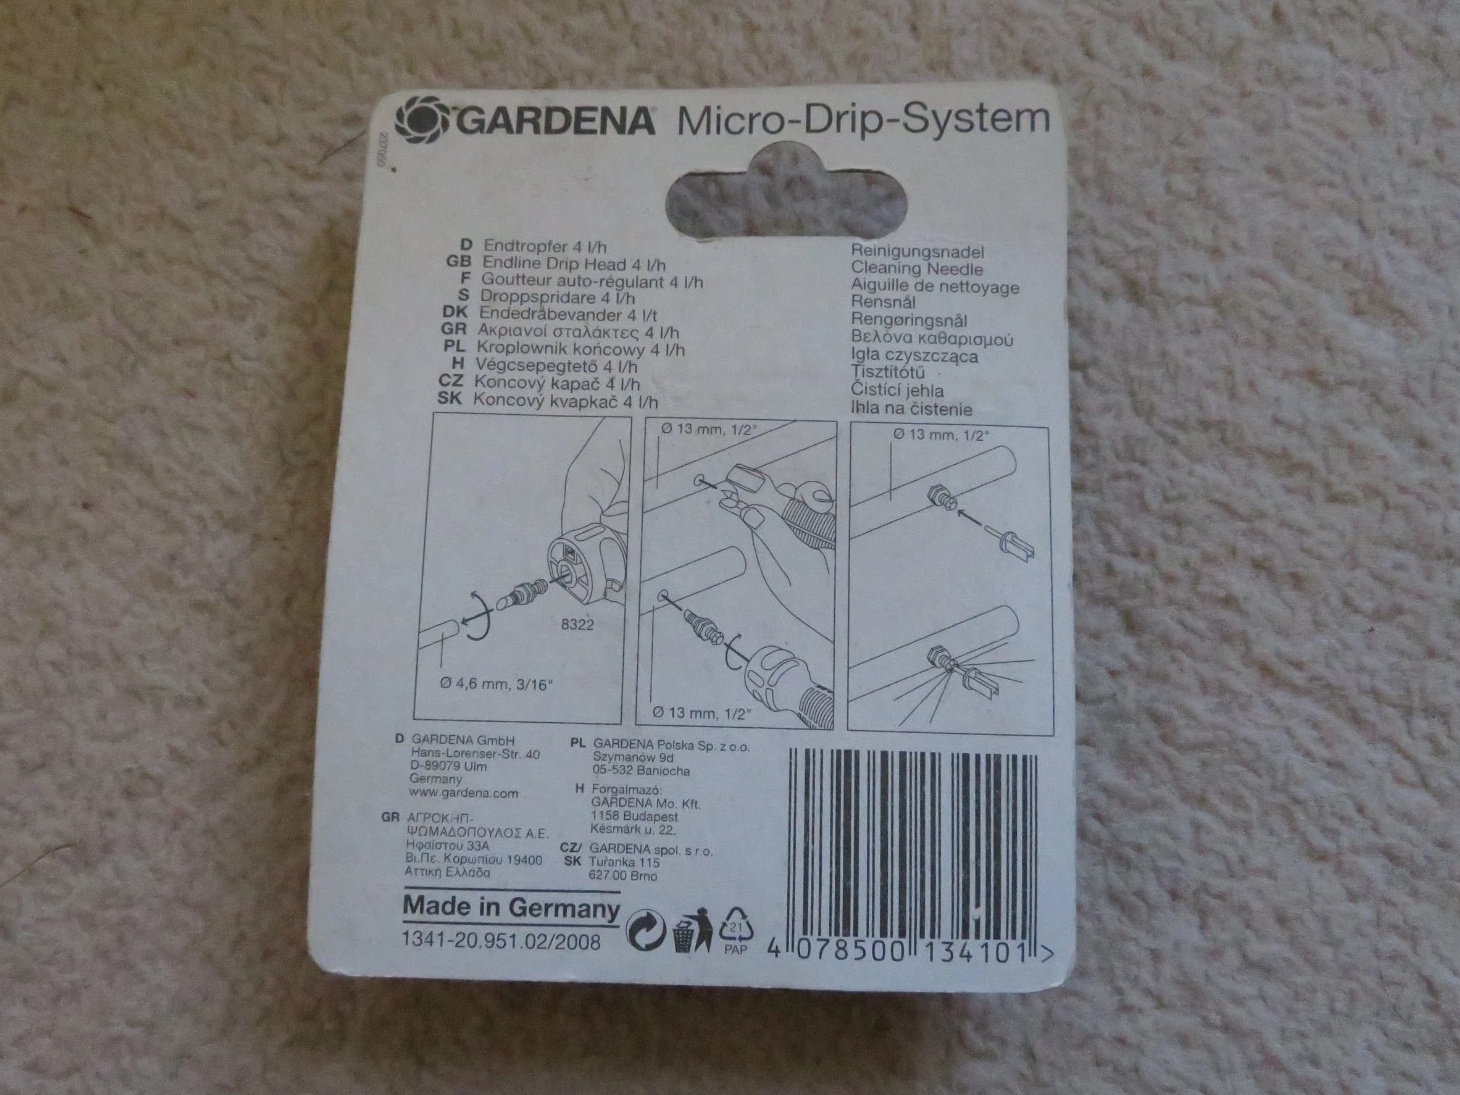 GARDENA® Micro-Drip-System
207060
D Endtropfer 4 l/h
GB Endline Drip Head 4 l/h
F Goutteur auto-régulant 4 l/h
S Droppspridare 4 l/h
DK Endedråbevander 4 l/t
GR Ακριανοί σταλάκτες 4 l/h
PL Kroplownik końcowy 4 l/h
H Végcsepegtető 4 l/h
CZ Koncový kapač 4 l/h
SK Koncový kvapkač 4 l/h
Reinigungsnadel
Cleaning Needle
Aiguille de nettoyage
Rensnål
Rengøringsnål
Βελόνα καθαρισμού
Igła czyszcząca
Tisztítótű
Čistící jehla
Ihla na čistenie
8322
Ø 4,6 mm, 3/16"
Ø 13 mm, 1/2"
Ø 13 mm, 1/2"
Ø 13 mm, 1/2"
D GARDENA GmbH
Hans-Lorenser-Str. 40
D-89079 Ulm
Germany
www.gardena.com
GR ΑΓΡΟΚΗΠ-
ΨΩΜΑΔΟΠΟΥΛΟΣ Α.Ε.
Ηφαίστου 33Α
Βι.Πε. Κορωπίου 19400
Αττική Ελλάδα
PL GARDENA Polska Sp. z o.o.
Szymanów 9d
05-532 Baniocha
H Forgalmazó:
GARDENA Mo. Kft.
1158 Budapest
Késmárk u. 22.
CZ/ GARDENA spol. s r o.
SK Tuřanka 115
627 00 Brno
Made in Germany
1341-20.951.02/2008
21
PAP
4 078500 134101 >